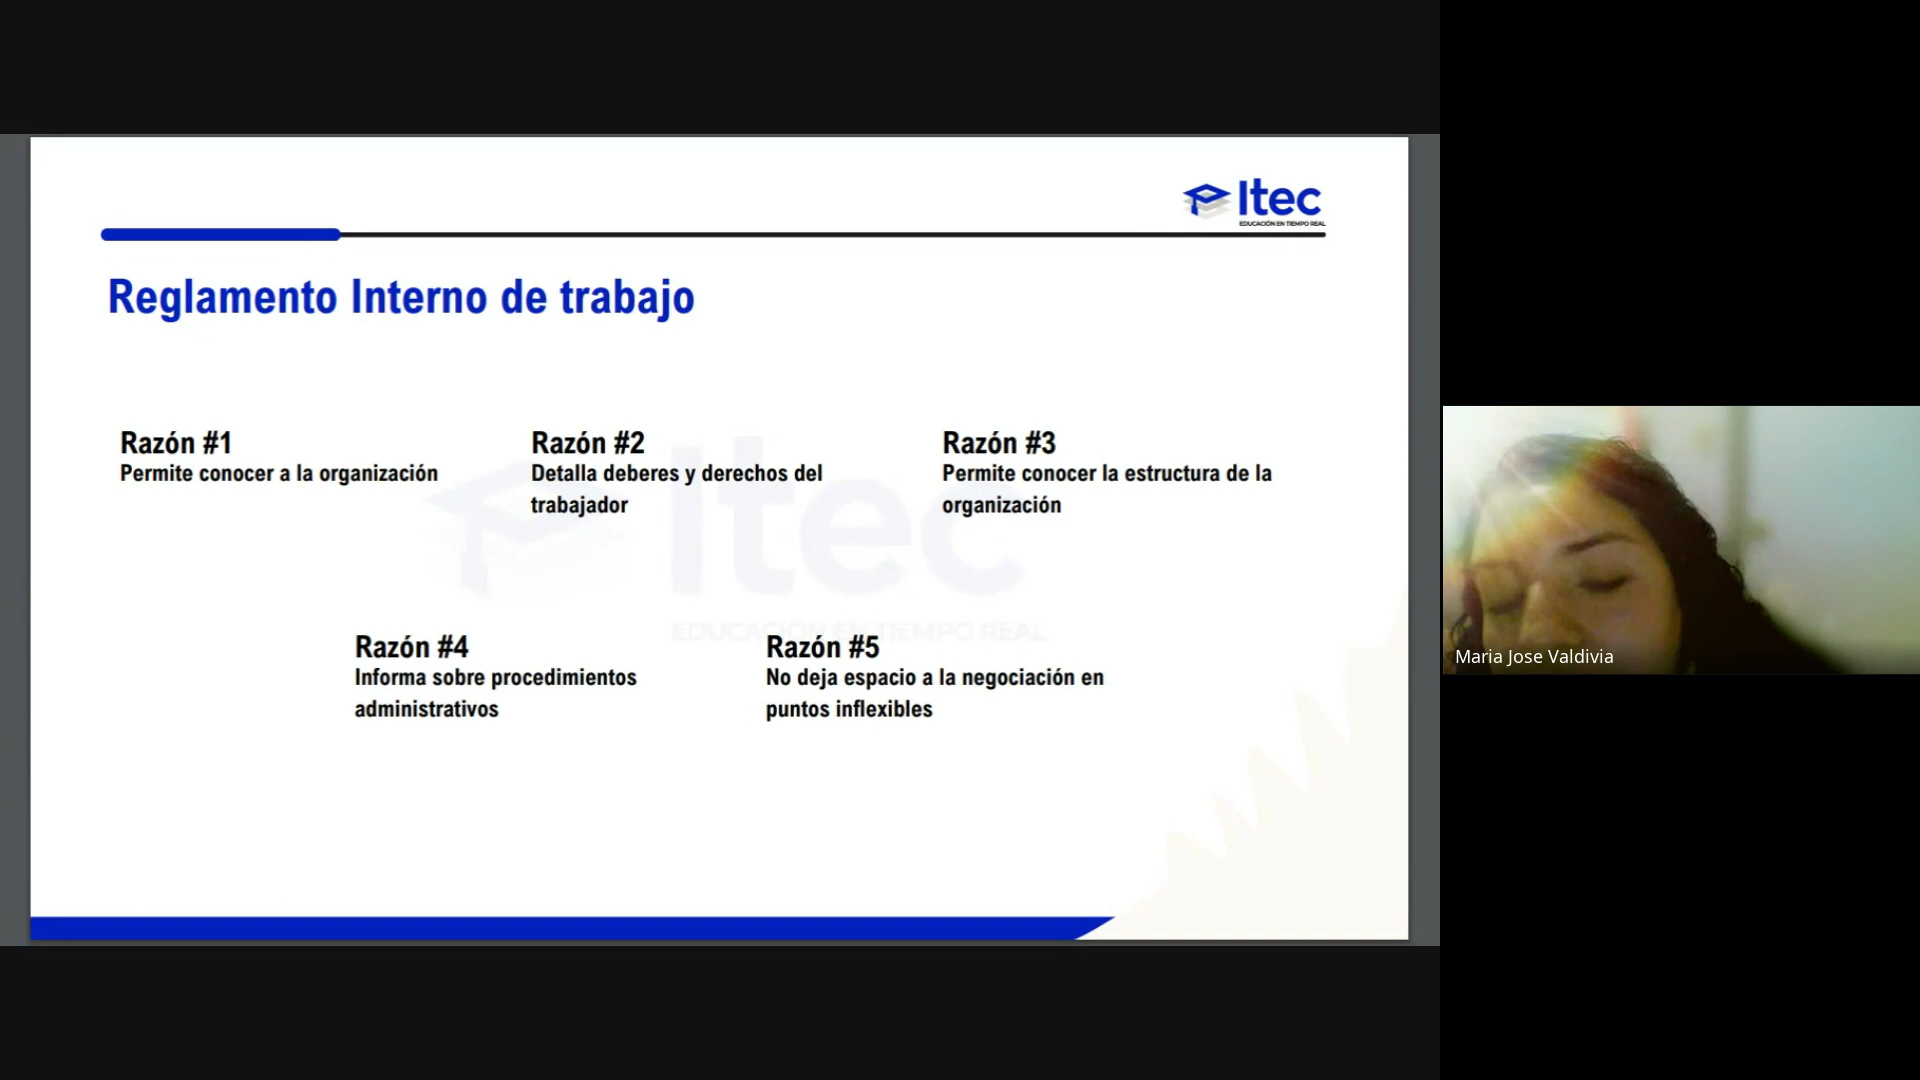 Itec
EDUCACIÓN EN TIEMPO REAL
Reglamento Interno de trabajo
Razón #1
Permite conocer a la organización
Razón #2
Detalla deberes y derechos del
trabajador
Razón #3
Permite conocer la estructura de la
organización
Itec
EDUCACIÓN EN TIEMPO REAL
Razón #4
Informa sobre procedimientos
administrativos
Razón #5
No deja espacio a la negociación en
puntos inflexibles
Maria Jose Valdivia